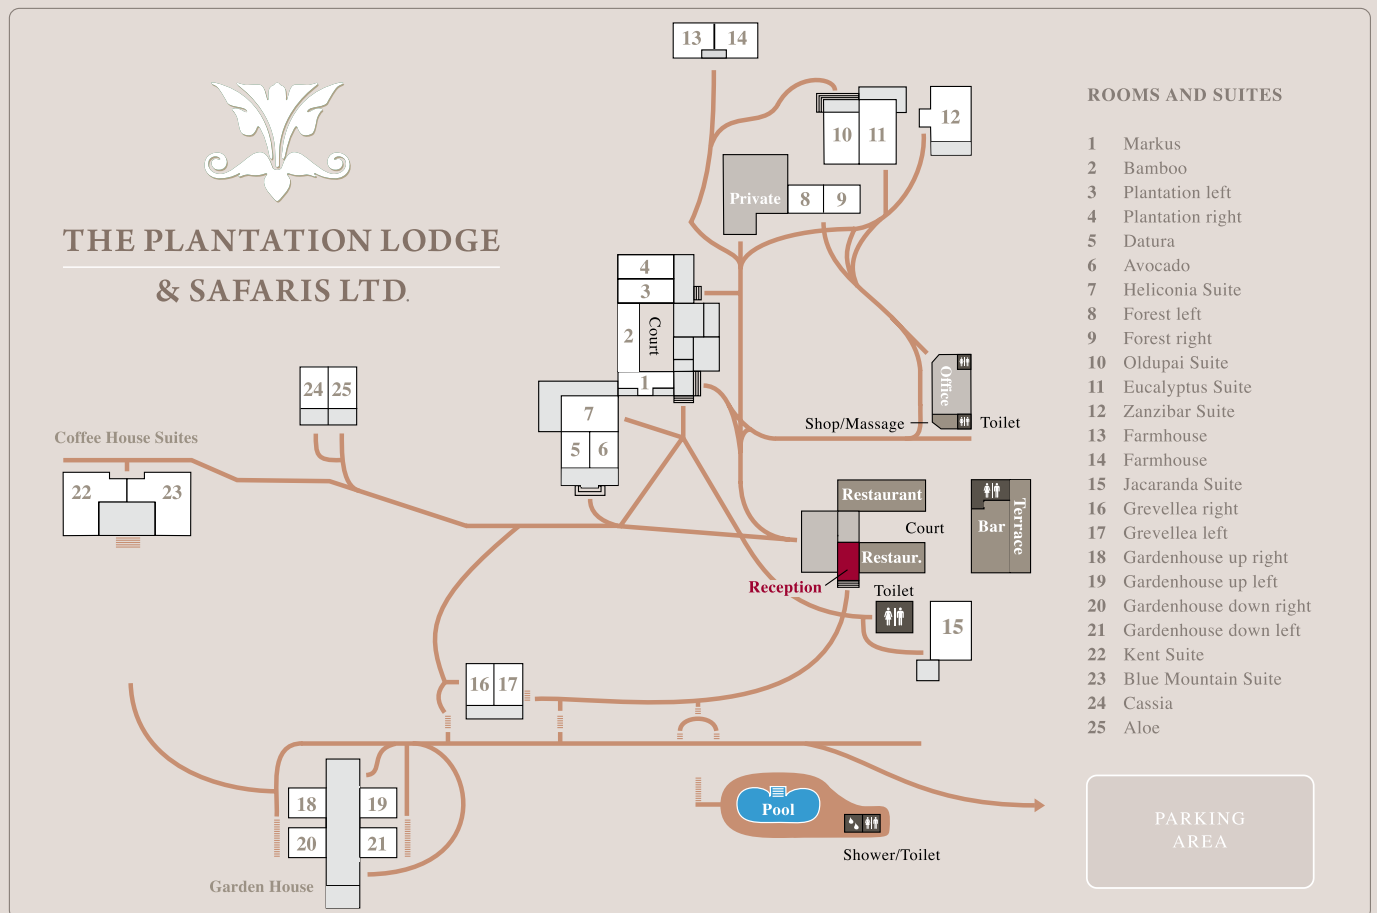 THE PLANTATION LODGE
& SAFARIS LTD.
13 14
10 11
12
Private
8 9
4
3
2
Court
1
7
5 6
24 25
Coffee House Suites
22 23
Office
Shop/Massage
Toilet
Restaurant
Court
Restaur.
Bar
Terrace
Reception
Toilet
15
16 17
18 19
20 21
Garden House
Pool
Shower/Toilet
ROOMS AND SUITES
1 Markus
2 Bamboo
3 Plantation left
4 Plantation right
5 Datura
6 Avocado
7 Heliconia Suite
8 Forest left
9 Forest right
10 Oldupai Suite
11 Eucalyptus Suite
12 Zanzibar Suite
13 Farmhouse
14 Farmhouse
15 Jacaranda Suite
16 Grevellea right
17 Grevellea left
18 Gardenhouse up right
19 Gardenhouse up left
20 Gardenhouse down right
21 Gardenhouse down left
22 Kent Suite
23 Blue Mountain Suite
24 Cassia
25 Aloe
PARKING
AREA